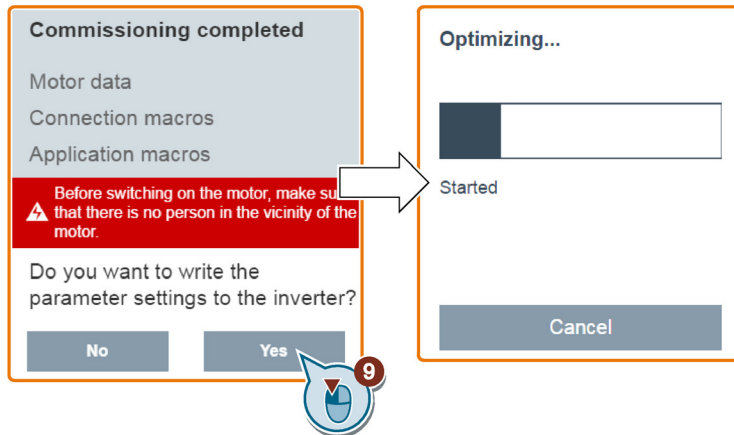 Commissioning completed
Motor data
Connection macros
Application macros
Before switching on the motor, make su
that there is no person in the vicinity of the
motor.
Do you want to write the
parameter settings to the inverter?
No
Yes
9
Optimizing...
Started
Cancel